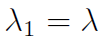 λ₁ = λ